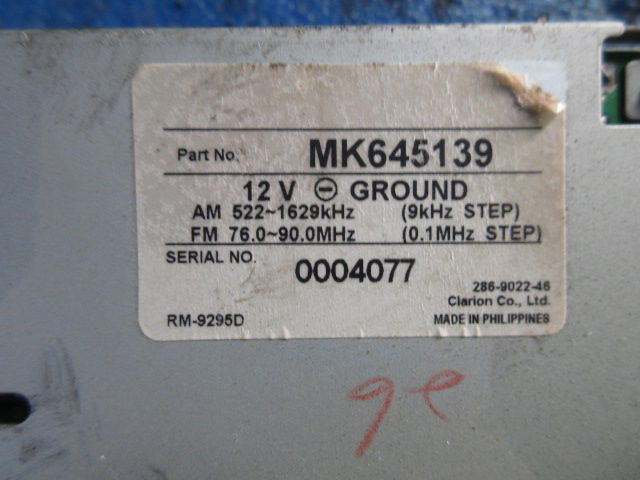 Part No. MK645139
12 V ⊖ GROUND
AM 522~1629kHz (9kHz STEP)
FM 76.0~90.0MHz (0.1MHz STEP)
SERIAL NO. 0004077
286-9022-46
Clarion Co., Ltd.
RM-9295D MADE IN PHILIPPINES